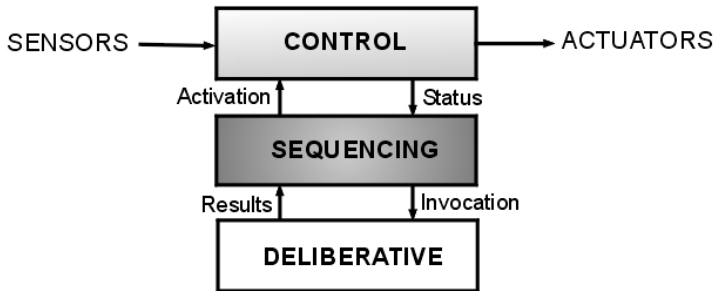 SENSORS
CONTROL
ACTUATORS
Activation
Status
SEQUENCING
Results
Invocation
DELIBERATIVE